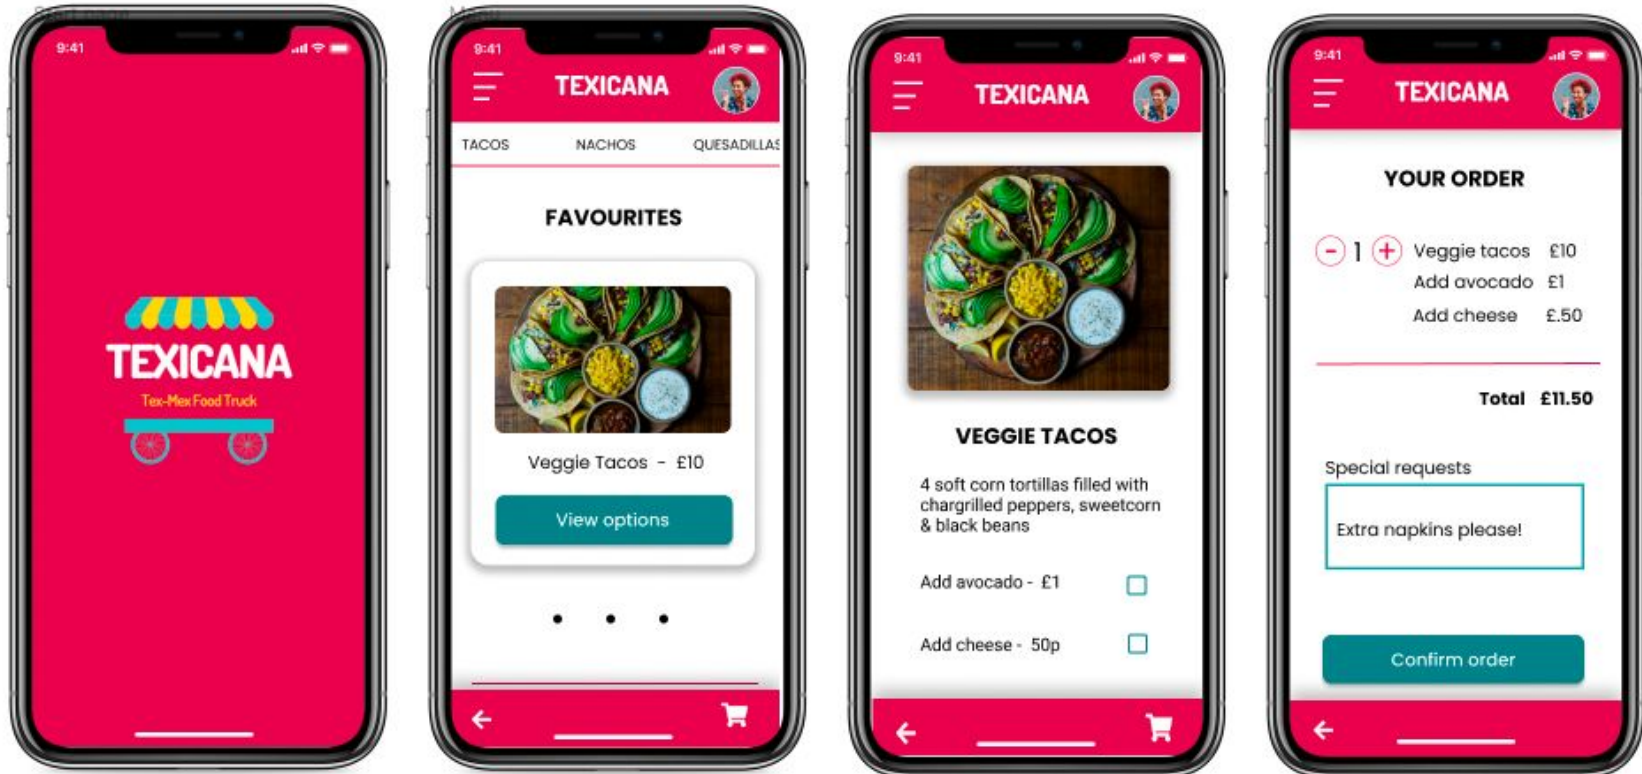 Start page
9:41
TEXICANA
Tex-Mex Food Truck
Menu
9:41
TEXICANA
TACOS NACHOS QUESADILLAS
FAVOURITES
Veggie Tacos - £10
View options
9:41
TEXICANA
VEGGIE TACOS
4 soft corn tortillas filled with
chargrilled peppers, sweetcorn
& black beans
Add avocado - £1
Add cheese - 50p
9:41
TEXICANA
YOUR ORDER
- 1 + Veggie tacos £10
Add avocado £1
Add cheese £.50
Total £11.50
Special requests
Extra napkins please!
Confirm order